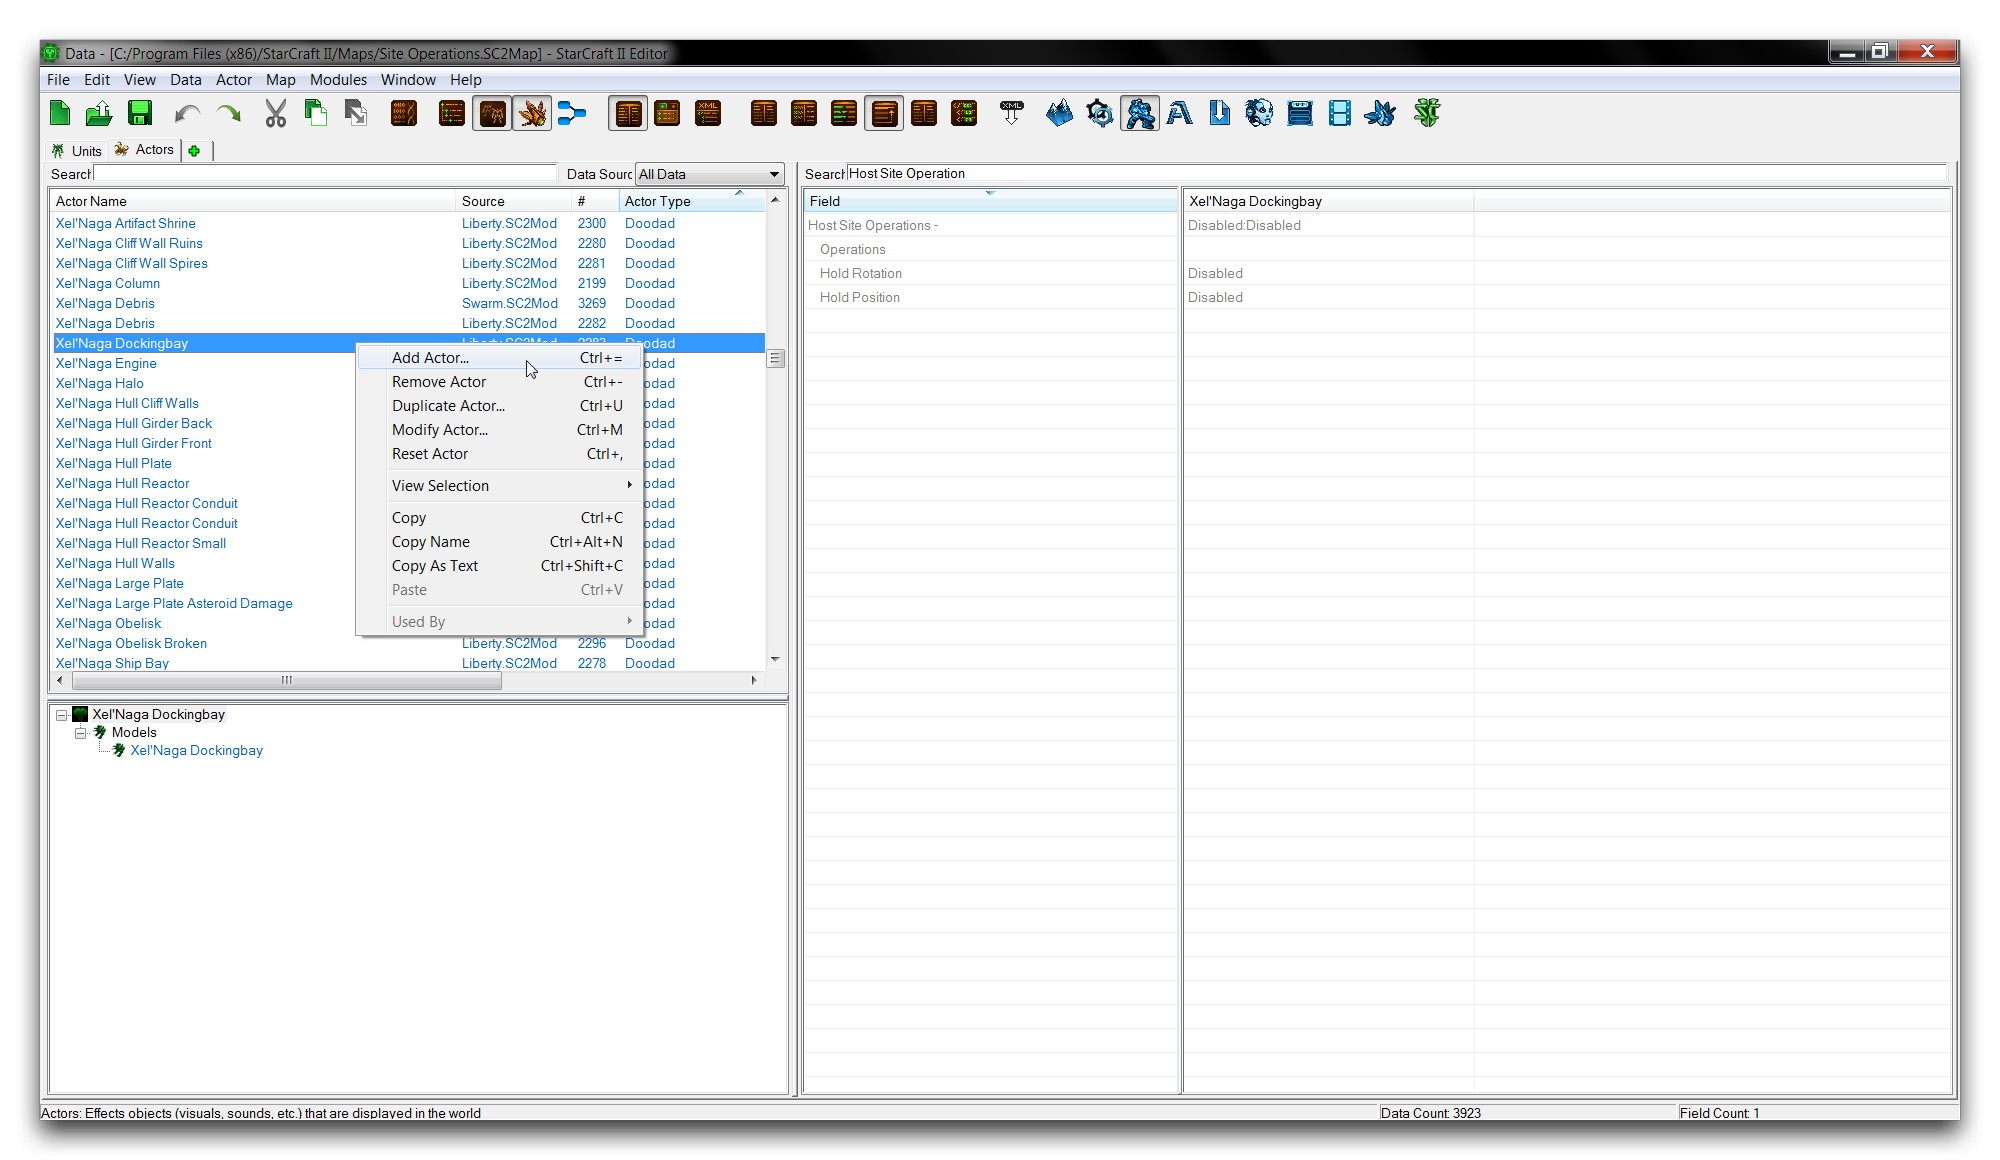 Data - [C:/Program Files (x86)/StarCraft II/Maps/Site Operations.SC2Map] - StarCraft II Editor
File Edit View Data Actor Map Modules Window Help
Units Actors
Search Data Sourc All Data
Actor Name Source # Actor Type
Xel'Naga Artifact Shrine Liberty.SC2Mod 2300 Doodad
Xel'Naga Cliff Wall Ruins Liberty.SC2Mod 2280 Doodad
Xel'Naga Cliff Wall Spires Liberty.SC2Mod 2281 Doodad
Xel'Naga Column Liberty.SC2Mod 2199 Doodad
Xel'Naga Debris Swarm.SC2Mod 3269 Doodad
Xel'Naga Debris Liberty.SC2Mod 2282 Doodad
Xel'Naga Dockingbay Liberty.SC2Mod 2283 Doodad
Xel'Naga Engine odad
Xel'Naga Halo odad
Xel'Naga Hull Cliff Walls odad
Xel'Naga Hull Girder Back odad
Xel'Naga Hull Girder Front odad
Xel'Naga Hull Plate odad
Xel'Naga Hull Reactor odad
Xel'Naga Hull Reactor Conduit odad
Xel'Naga Hull Reactor Conduit odad
Xel'Naga Hull Reactor Small odad
Xel'Naga Hull Walls odad
Xel'Naga Large Plate odad
Xel'Naga Large Plate Asteroid Damage odad
Xel'Naga Obelisk odad
Xel'Naga Obelisk Broken Liberty.SC2Mod 2296 Doodad
Xel'Naga Ship Bay Liberty.SC2Mod 2278 Doodad
Add Actor... Ctrl+=
Remove Actor Ctrl+-
Duplicate Actor... Ctrl+U
Modify Actor... Ctrl+M
Reset Actor Ctrl+,
View Selection
Copy Ctrl+C
Copy Name Ctrl+Alt+N
Copy As Text Ctrl+Shift+C
Paste Ctrl+V
Used By
Xel'Naga Dockingbay
Models
Xel'Naga Dockingbay
Search Host Site Operation
Field Xel'Naga Dockingbay
Host Site Operations - Disabled:Disabled
Operations
Hold Rotation Disabled
Hold Position Disabled
Actors: Effects objects (visuals, sounds, etc.) that are displayed in the world Data Count: 3923 Field Count: 1